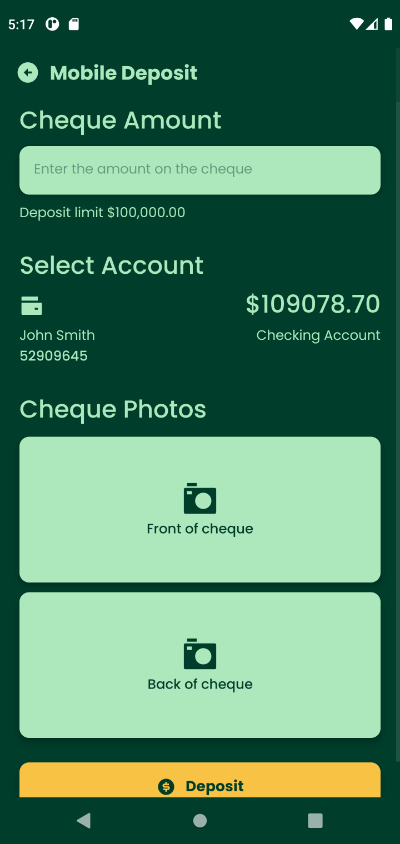 5:17
Mobile Deposit
Cheque Amount
Enter the amount on the cheque
Deposit limit $100,000.00
Select Account
$109078.70
John Smith
Checking Account
52909645
Cheque Photos
Front of cheque
Back of cheque
Deposit